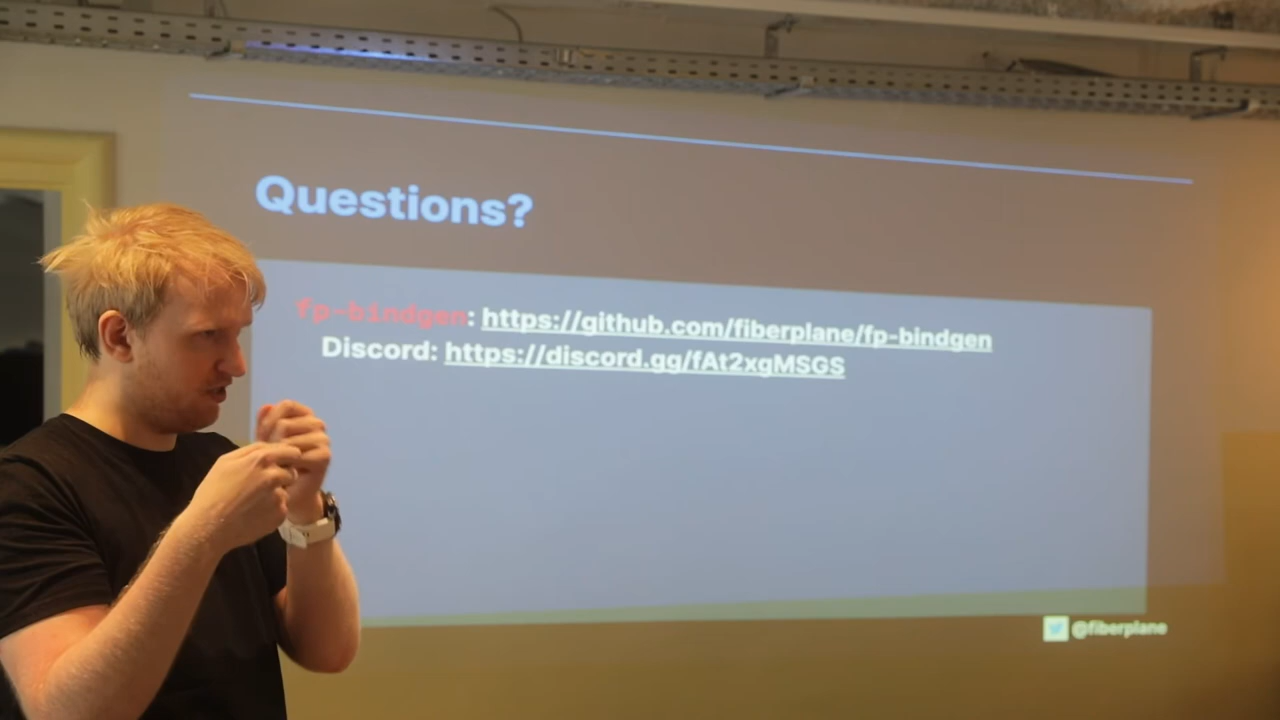 Questions?
fp-bindgen: https://github.com/fiberplane/fp-bindgen
Discord: https://discord.gg/fAt2xgMSGS
@fiberplane